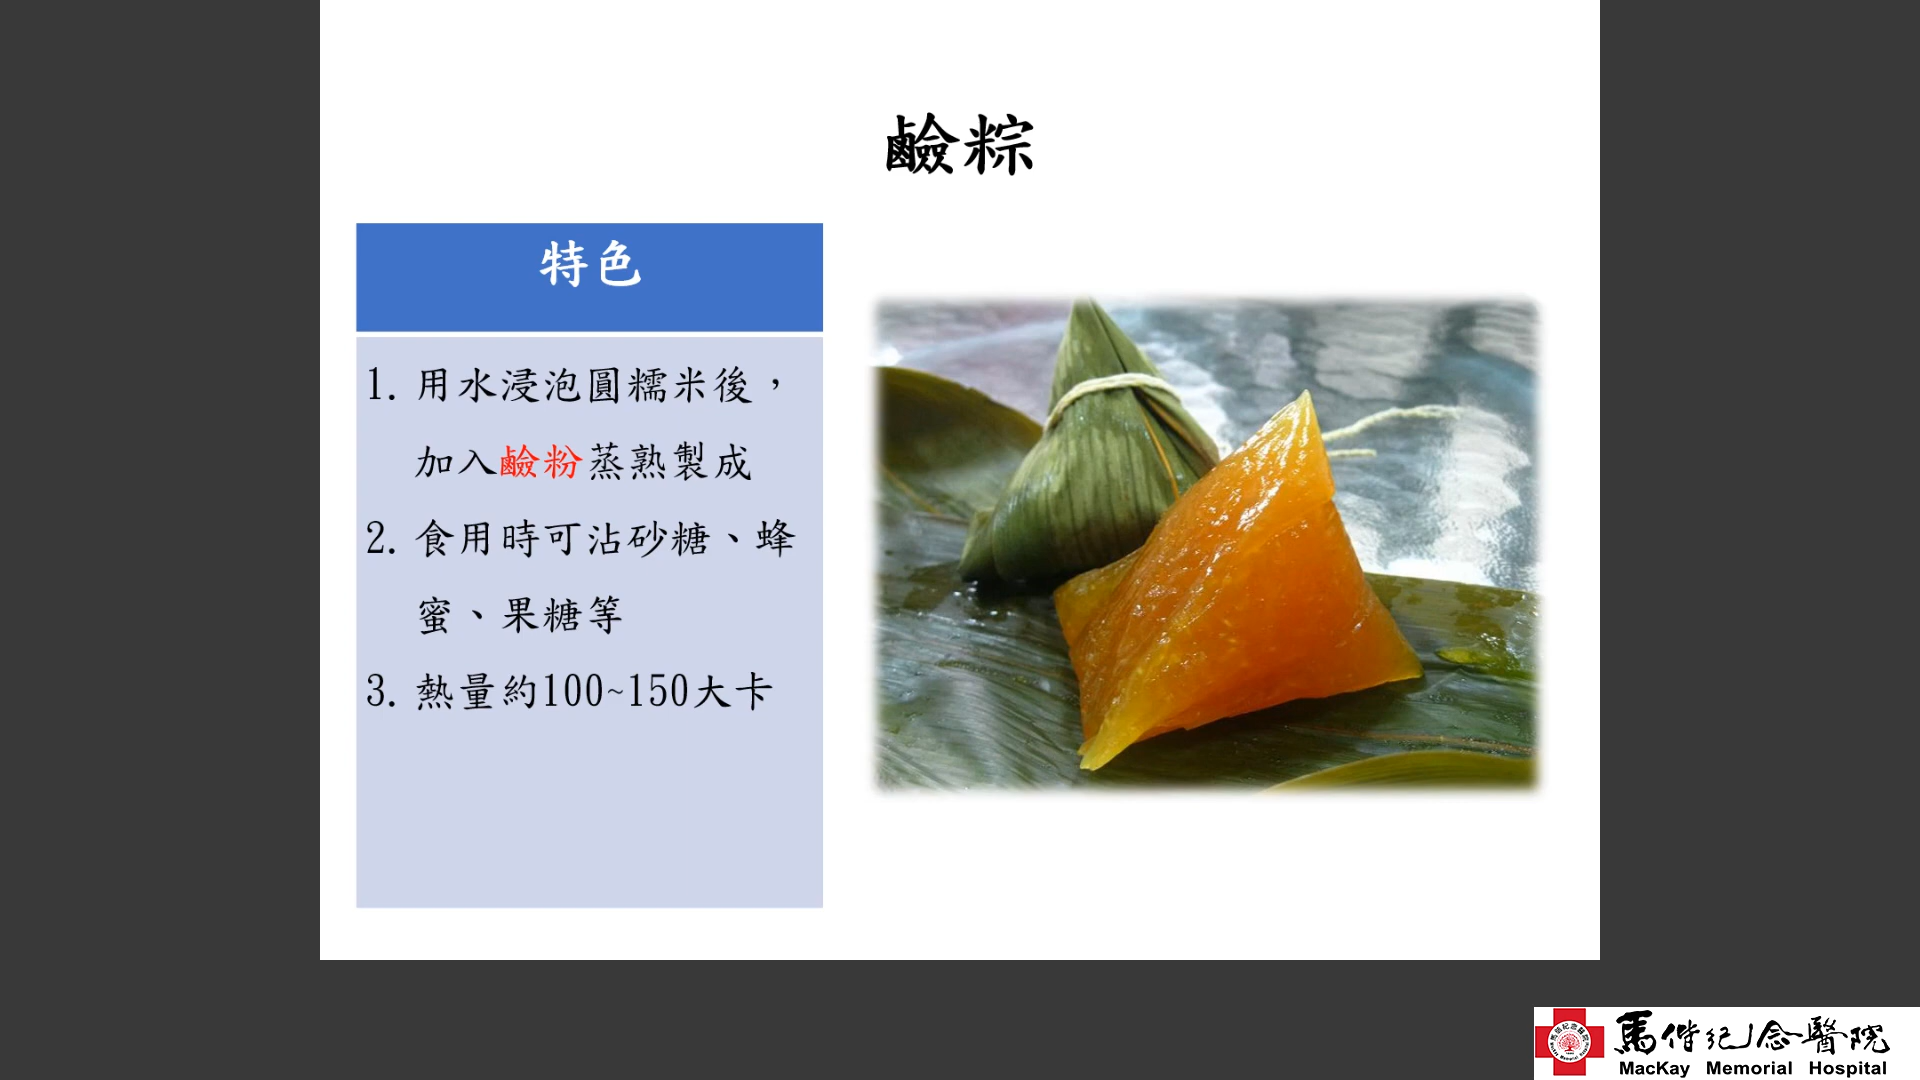 鹼粽
特色
1. 用水浸泡圓糯米後，
加入鹼粉蒸熟製成
2. 食用時可沾砂糖、蜂
蜜、果糖等
3. 熱量約100~150大卡
馬偕紀念醫院
MacKay Memorial Hospital